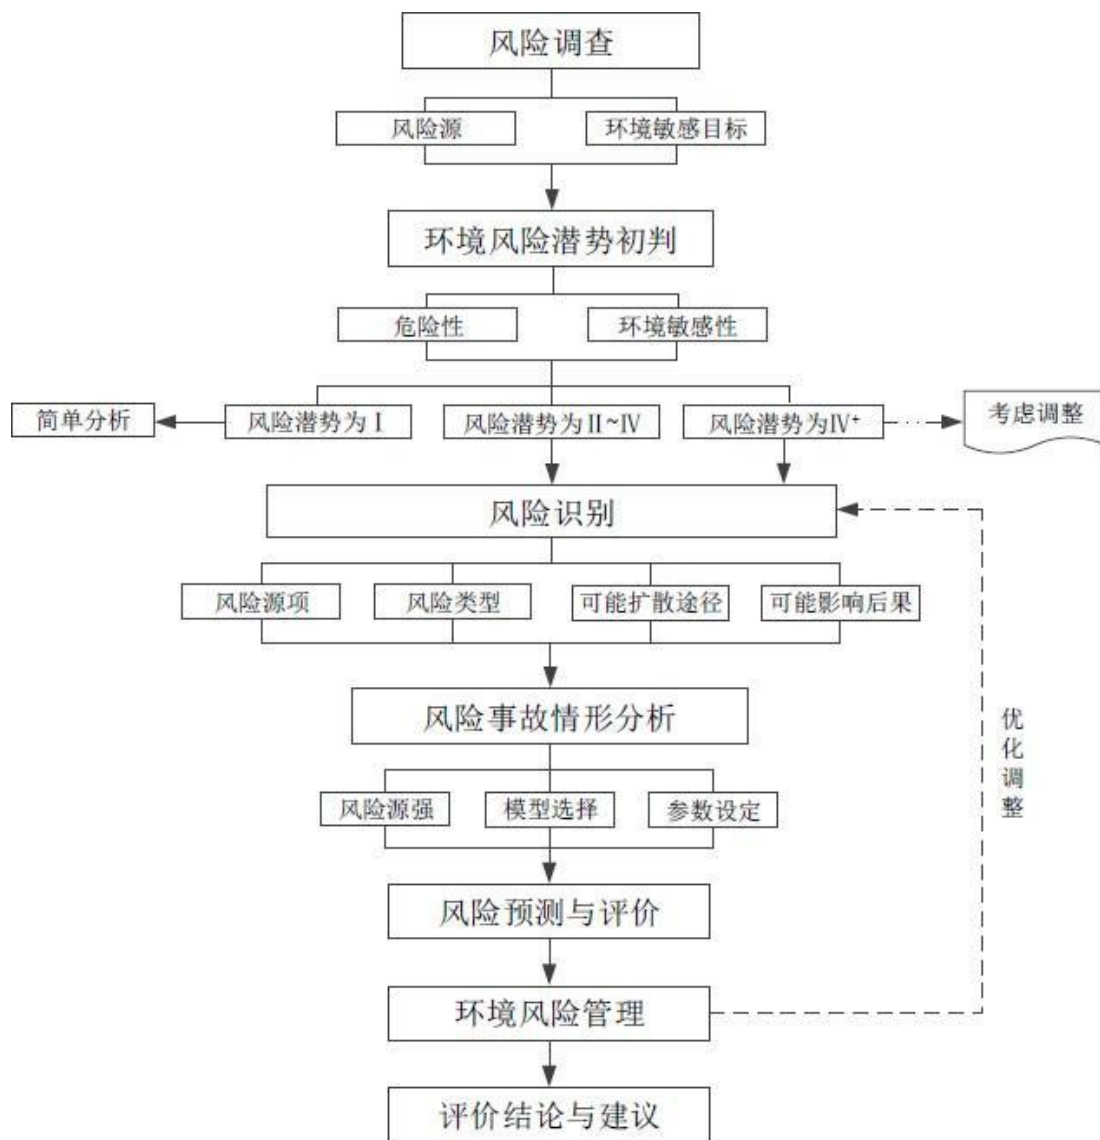 风险调查
风险源
环境敏感目标
环境风险潜势初判
危险性
环境敏感性
简单分析
风险潜势为Ⅰ
风险潜势为Ⅱ~Ⅳ
风险潜势为Ⅳ⁺
考虑调整
风险识别
风险源项
风险类型
可能扩散途径
可能影响后果
风险事故情形分析
优化调整
风险源强
模型选择
参数设定
风险预测与评价
环境风险管理
评价结论与建议